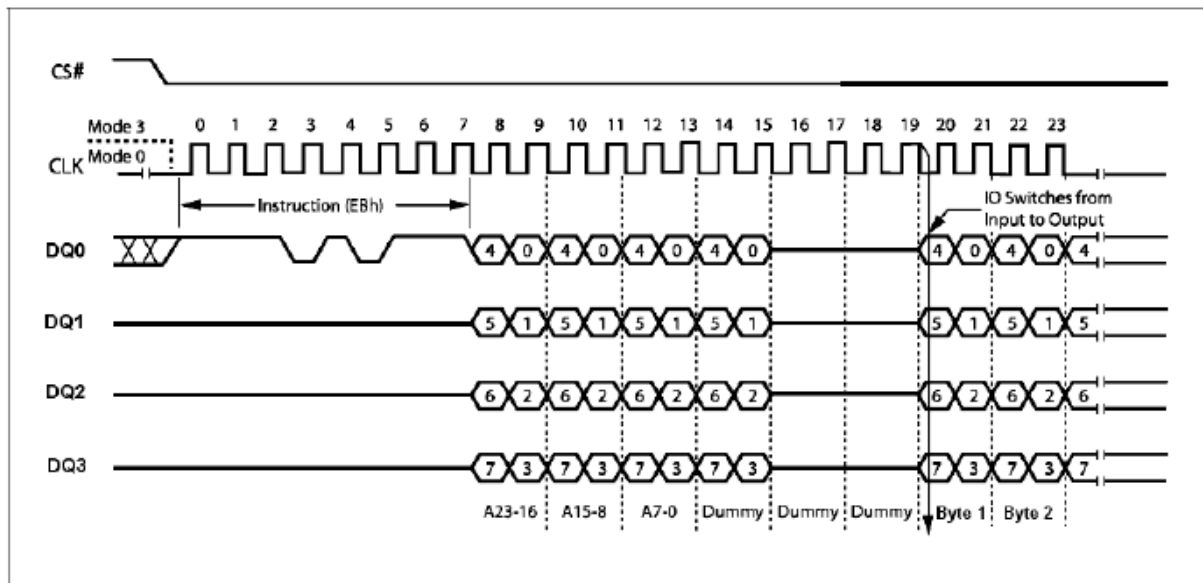 CS#
Mode 3 0 1 2 3 4 5 6 7 8 9 10 11 12 13 14 15 16 17 18 19 20 21 22 23
Mode 0
CLK
Instruction (EBh)
IO Switches from
Input to Output
DQ0 4 0 4 0 4 0 4 0 4 0 4 0 4
DQ1 5 1 5 1 5 1 5 1 5 1 5 1 5
DQ2 6 2 6 2 6 2 6 2 6 2 6 2 6
DQ3 7 3 7 3 7 3 7 3 7 3 7 3 7
A23-16 A15-8 A7-0 Dummy Dummy Dummy Byte 1 Byte 2